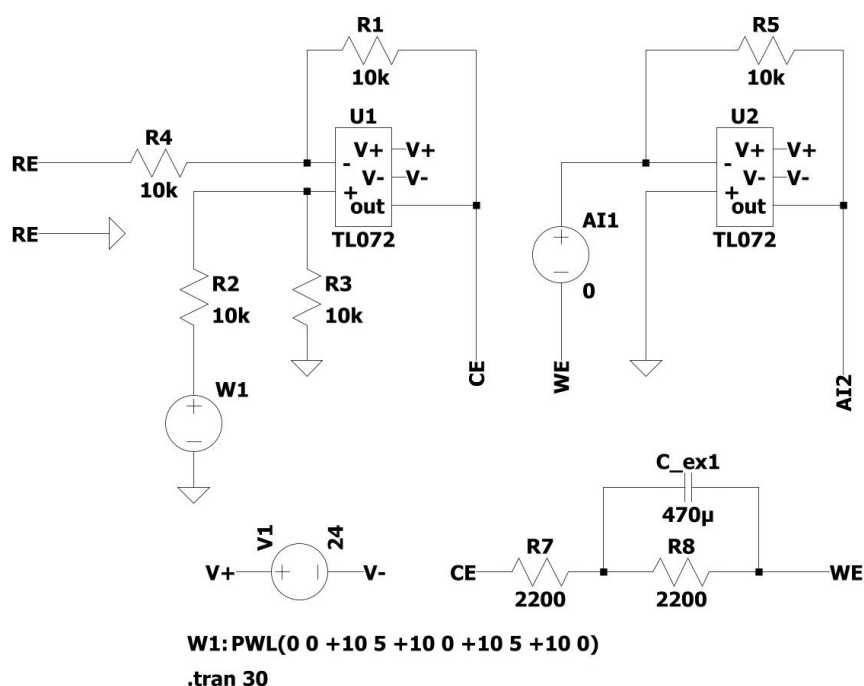 R1
10k
R5
10k
U1
U2
R4
10k
RE
V+
V+
-
V-
V-
+
out
TL072
V+
V+
-
V-
V-
+
out
TL072
RE
AI1
+
0
R2
10k
R3
10k
CE
WE
AI2
W1
+
C_ex1
470µ
V1
24
V+
+
V-
CE
R7
2200
R8
2200
WE
W1: PWL(0 0 +10 5 +10 0 +10 5 +10 0)
.tran 30